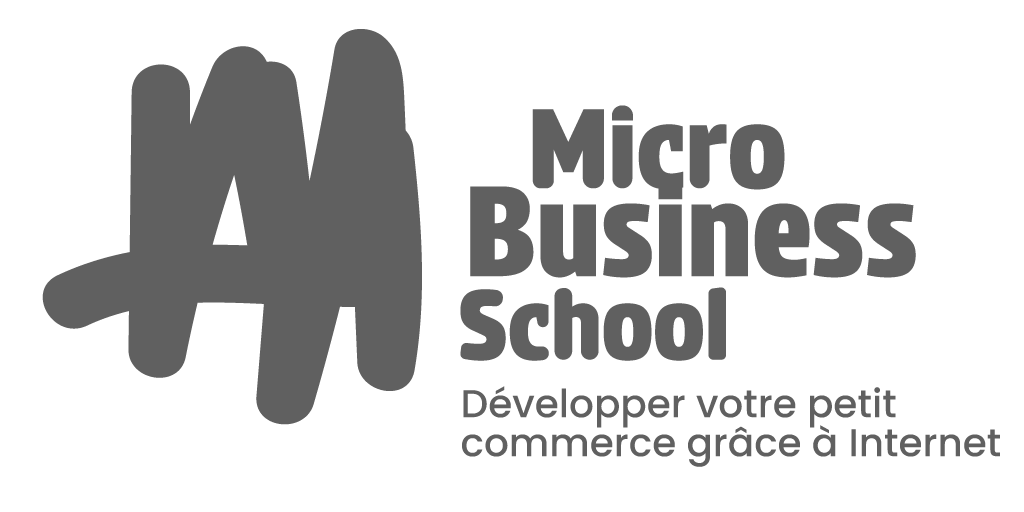 Micro
Business
School
Développer votre petit
commerce grâce à Internet